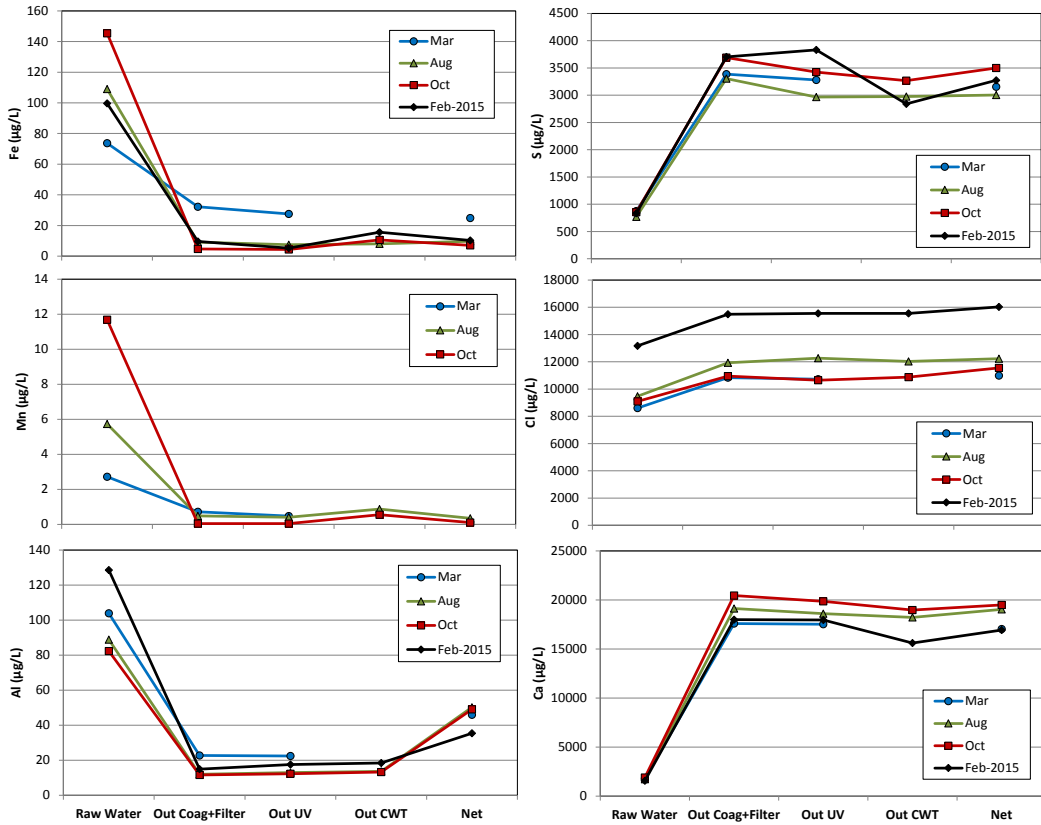 Fe (µg/L)
160
140
120
100
80
60
40
20
0
Mar
Aug
Oct
Feb-2015
S (µg/L)
4500
4000
3500
3000
2500
2000
1500
1000
500
0
Mar
Aug
Oct
Feb-2015
Mn (µg/L)
14
12
10
8
6
4
2
0
Mar
Aug
Oct
Cl (µg/L)
18000
16000
14000
12000
10000
8000
6000
4000
2000
0
Mar
Aug
Oct
Feb-2015
Al (µg/L)
140
120
100
80
60
40
20
0
Mar
Aug
Oct
Feb-2015
Raw Water Out Coag+Filter Out UV Out CWT Net
Ca (µg/L)
25000
20000
15000
10000
5000
0
Mar
Aug
Oct
Feb-2015
Raw Water Out Coag+Filter Out UV Out CWT Net